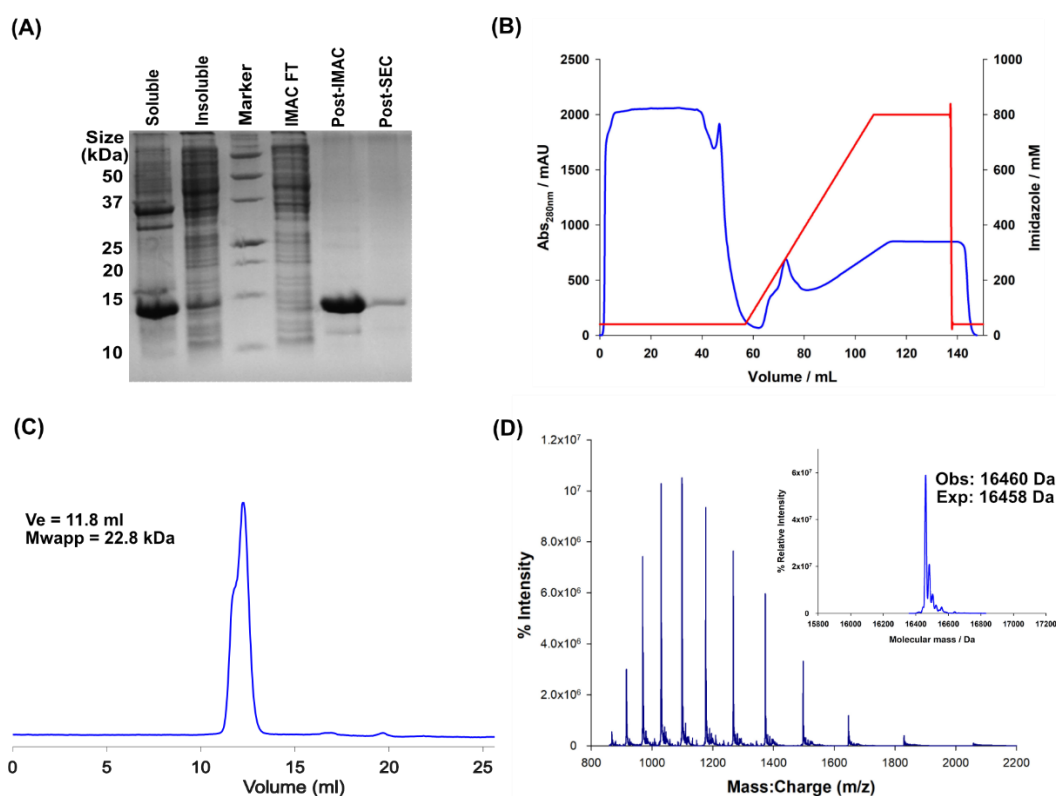 (A)
Soluble
Insoluble
Marker
IMAC FT
Post-IMAC
Post-SEC
Size
(kDa)
50
37
25
20
15
10
(B)
2500
2000
1500
1000
500
0
Abs280nm / mAU
0 20 40 60 80 100 120 140
Volume / mL
1000
800
600
400
200
0
Imidazole / mM
(C)
Ve = 11.8 ml
Mwapp = 22.8 kDa
0 5 10 15 20 25
Volume (ml)
(D)
1.2x10⁷
10⁷
8.0x10⁶
6.0x10⁶
4.0x10⁶
2.0x10⁶
0
% Intensity
800 1000 1200 1400 1600 1800 2000 2200
Mass:Charge (m/z)
Obs: 16460 Da
Exp: 16458 Da
6x10⁷
4x10⁷
2x10⁷
0
% Relative Intensity
15800 16000 16200 16400 16600 16800 17000 17200
Molecular mass / Da